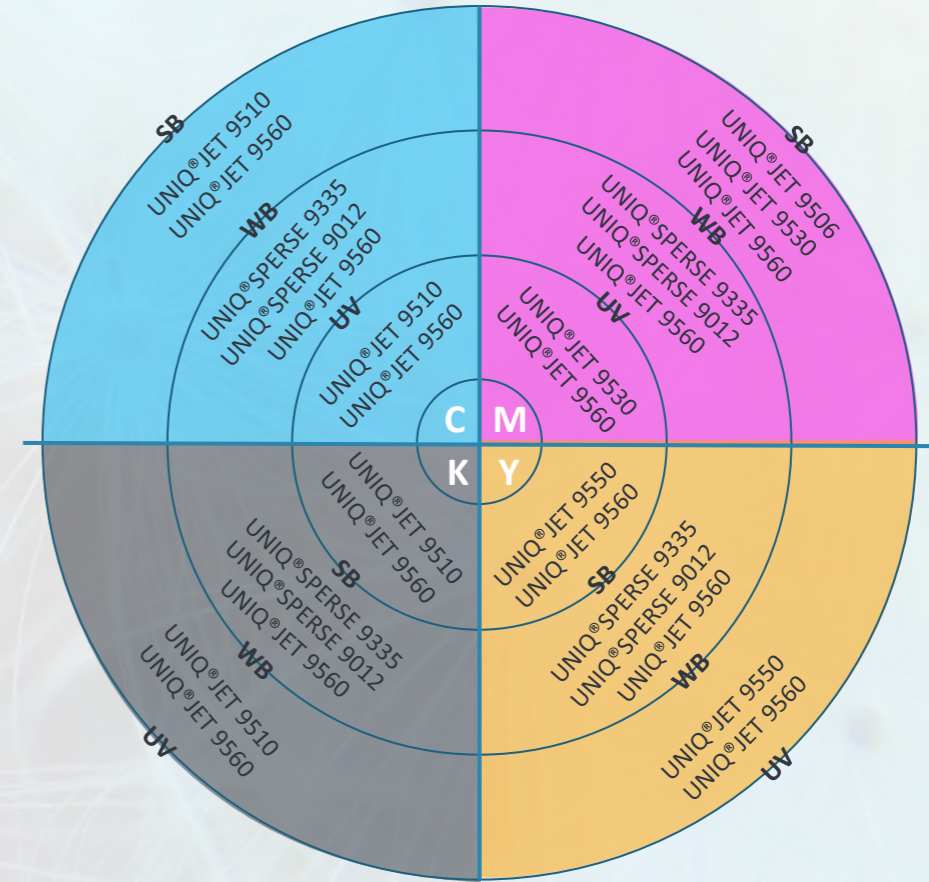 SB
UNIQ®JET 9510
UNIQ®JET 9560
WB
UNIQ®SPERSE 9335
UNIQ®SPERSE 9012
UNIQ®JET 9560
UV
UNIQ®JET 9510
UNIQ®JET 9560
C
SB
UNIQ®JET 9506
UNIQ®JET 9530
UNIQ®JET 9560
WB
UNIQ®SPERSE 9335
UNIQ®SPERSE 9012
UNIQ®JET 9560
UV
UNIQ®JET 9530
UNIQ®JET 9560
M
K
UNIQ®JET 9510
UNIQ®JET 9560
SB
UNIQ®SPERSE 9335
UNIQ®SPERSE 9012
UNIQ®JET 9560
WB
UNIQ®JET 9510
UNIQ®JET 9560
UV
Y
UNIQ®JET 9550
UNIQ®JET 9560
SB
UNIQ®SPERSE 9335
UNIQ®SPERSE 9012
UNIQ®JET 9560
WB
UNIQ®JET 9550
UNIQ®JET 9560
UV